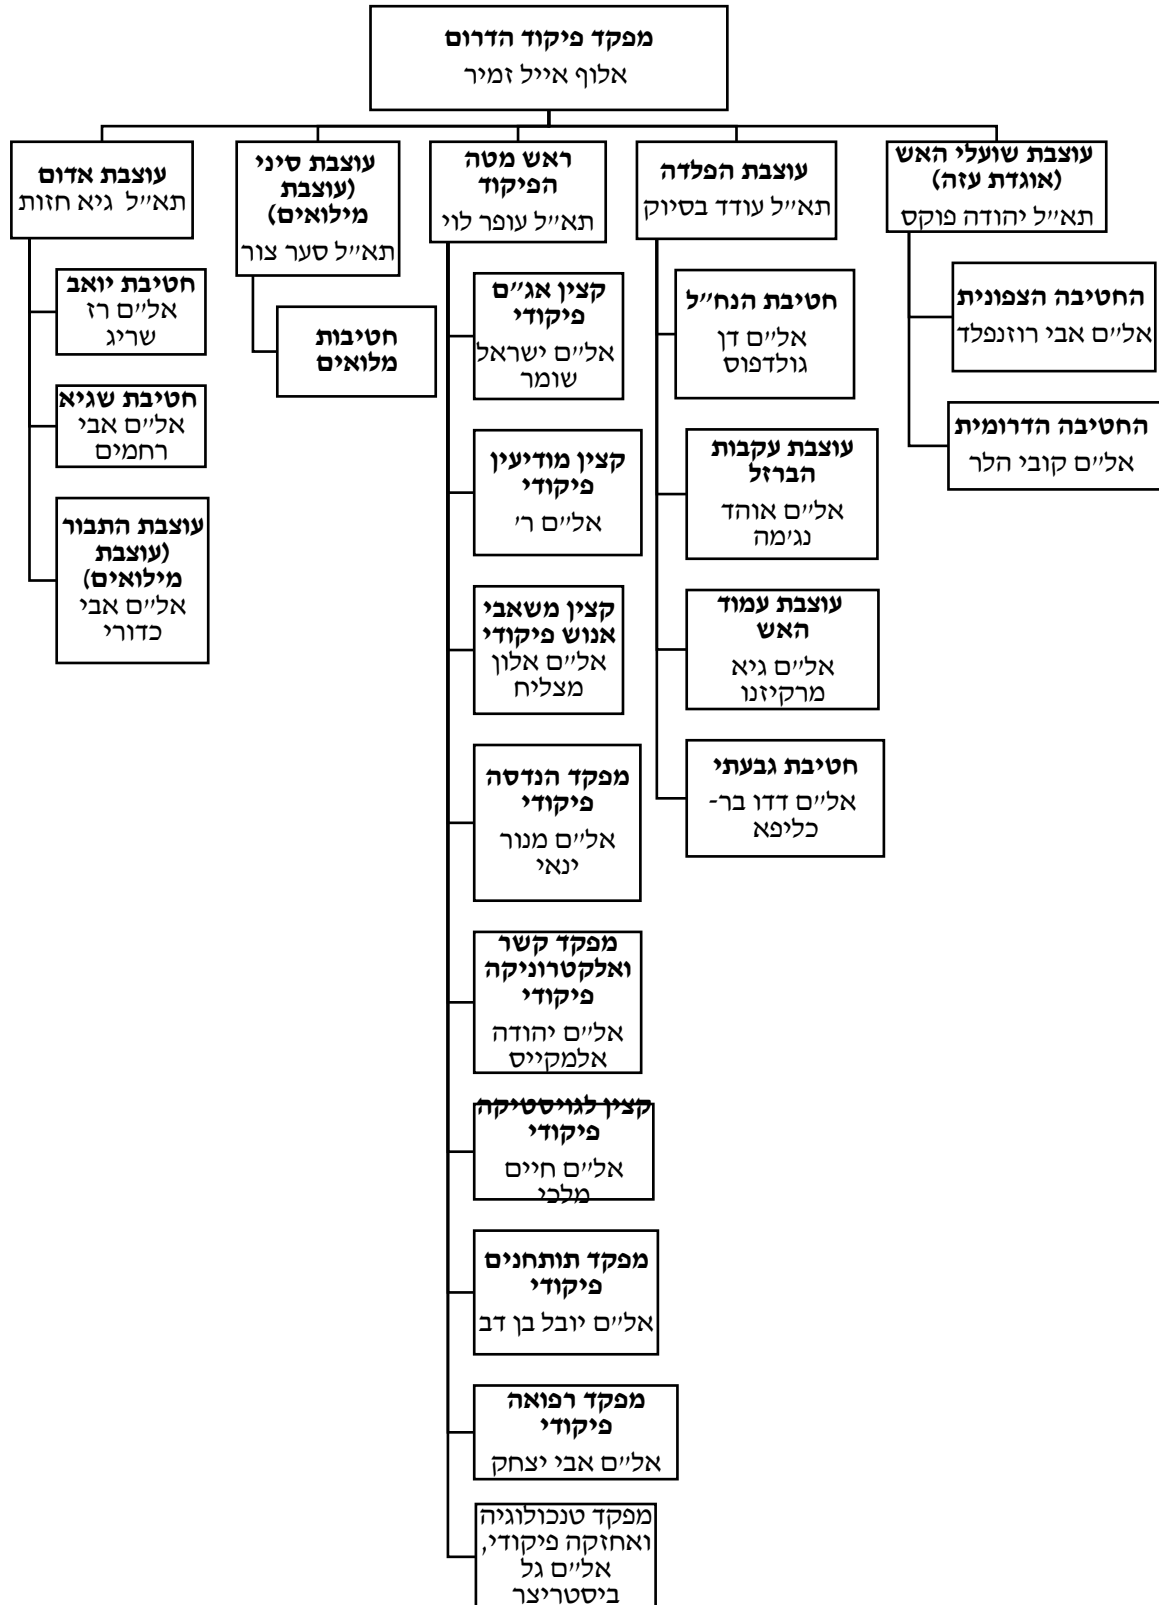 מפקד פיקוד הדרום
אלוף אייל זמיר
עוצבת שועלי האש
(אוגדת עזה)
תא״ל יהודה פוקס
החטיבה הצפונית
אל״ם אבי רוזנפלד
החטיבה הדרומית
אל״ם קובי הלר
עוצבת הפלדה
תא״ל עודד בסיוק
חטיבת הנח״ל
אל״ם דן
גולדפוס
עוצבת עקבות
הברזל
אל״ם אוהד
נג׳מה
עוצבת עמוד
האש
אל״ם גיא
מרקיזנו
חטיבת גבעתי
אל״ם דדו בר-
כליפא
ראש מטה
הפיקוד
תא״ל עופר לוי
קצין אג״ם
פיקודי
אל״ם ישראל
שומר
קצין מודיעין
פיקודי
אל״ם ר׳
קצין משאבי
אנוש פיקודי
אל״ם אלון
מצליח
מפקד הנדסה
פיקודי
אל״ם מנור
ינאי
מפקד קשר
ואלקטרוניקה
פיקודי
אל״ם יהודה
אלמקייס
קצין לגויסטיקה
פיקודי
אל״ם חיים
מלכי
מפקד תותחנים
פיקודי
אל״ם יובל בן דב
מפקד רפואה
פיקודי
אל״ם אבי יצחק
מפקד טנכולוגיה
ואחזקה פיקודי,
אל״ם גל
ביסטריצר
עוצבת סיני
(עוצבת
מילואים)
תא״ל סער צור
חטיבות
מלואים
עוצבת אדום
תא״ל גיא חזות
חטיבת יואב
אל״ם רז
שריג
חטיבת שגיא
אל״ם אבי
רחמים
עוצבת התבור
(עוצבת
מילואים)
אל״ם אבי
כדורי